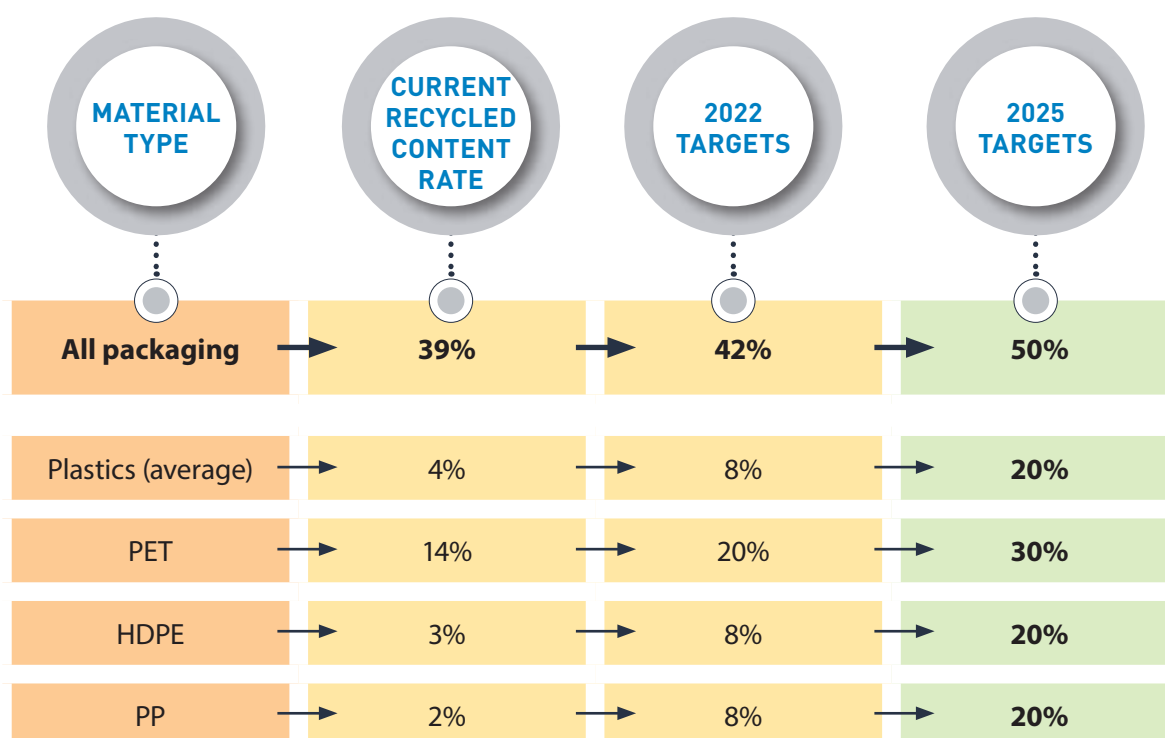 MATERIAL
TYPE
CURRENT
RECYCLED
CONTENT
RATE
2022
TARGETS
2025
TARGETS
All packaging 39% 42% 50%
Plastics (average) 4% 8% 20%
PET 14% 20% 30%
HDPE 3% 8% 20%
PP 2% 8% 20%